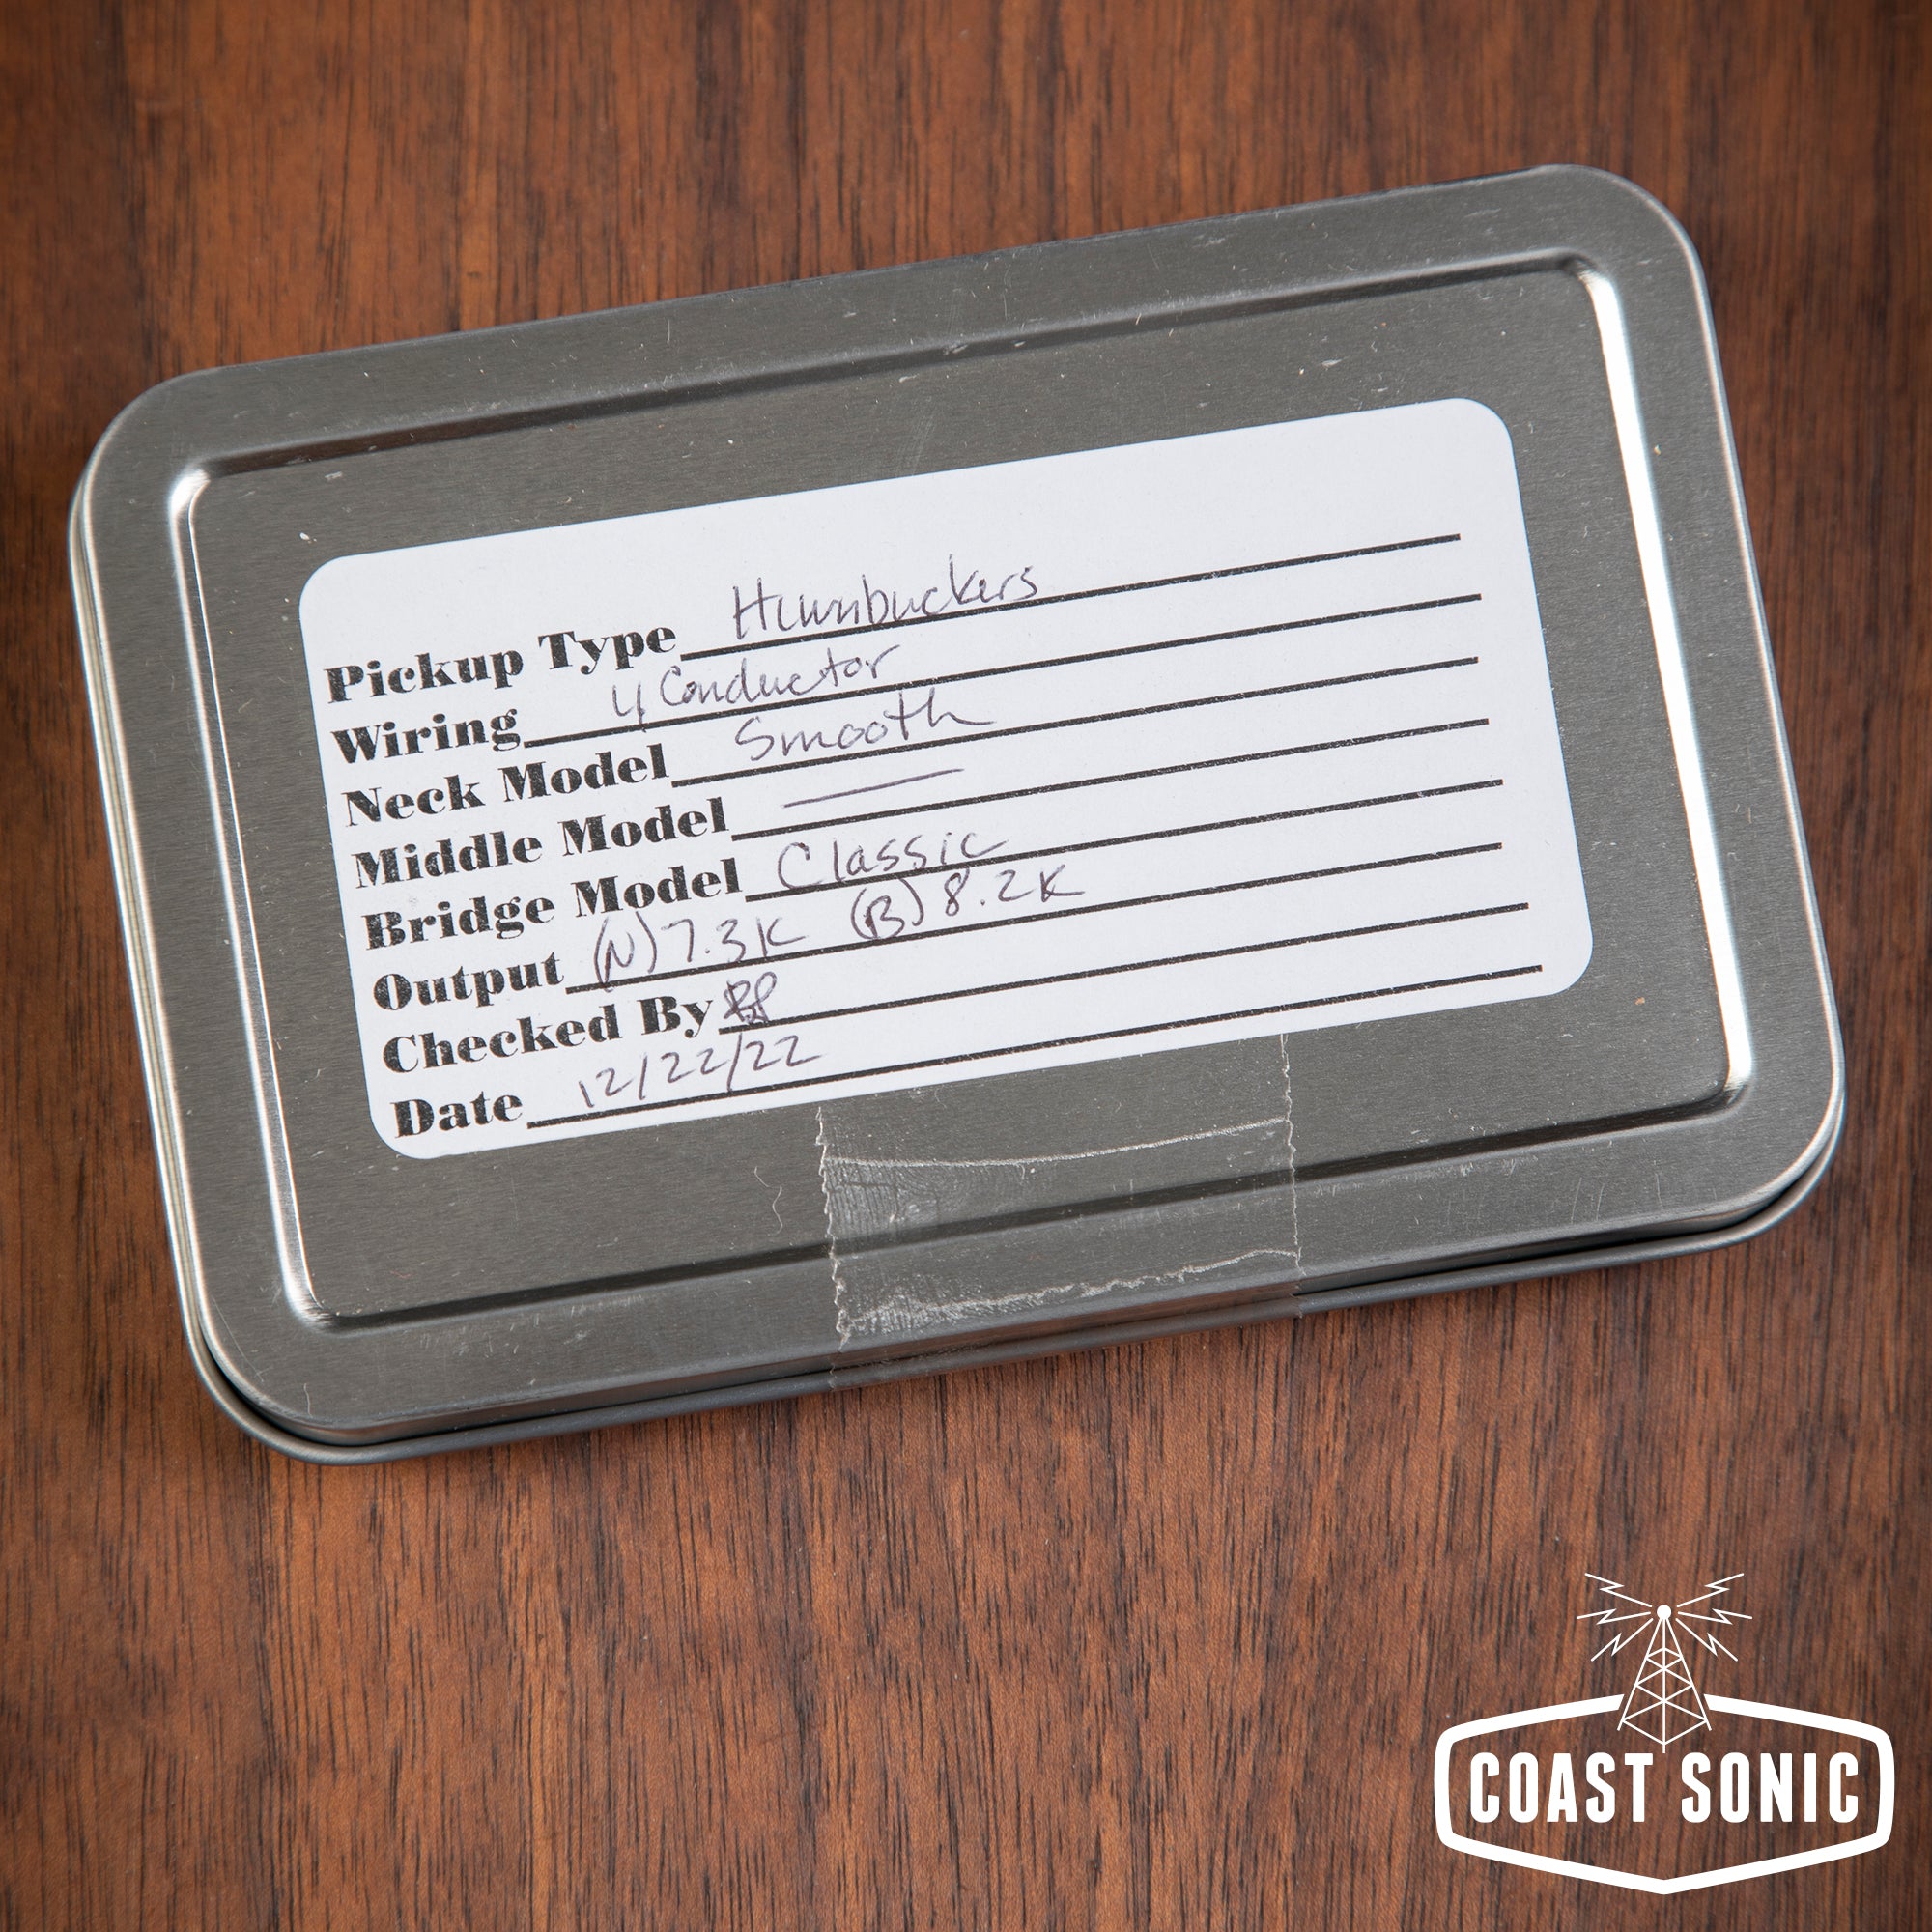 Pickup Type Humbuckers
Wiring 4 Conductor
Neck Model Smooth
Middle Model —
Bridge Model Classic
Output (N) 7.3K (B) 8.2K
Checked By
Date 12/22/22
COAST SONIC